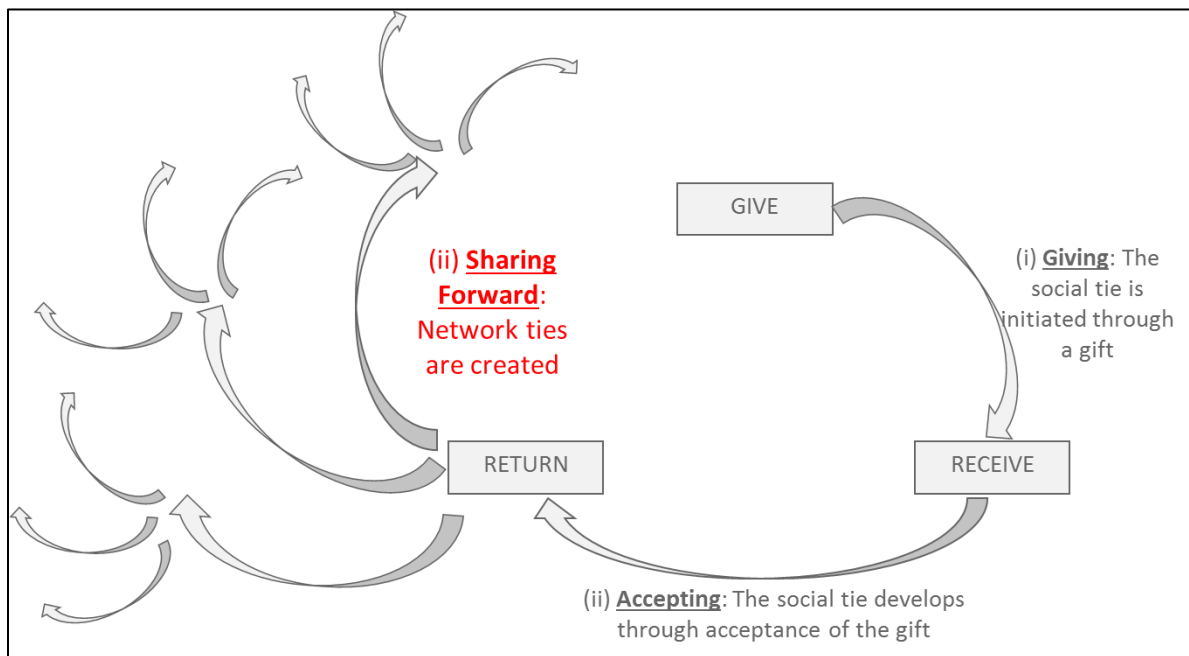 GIVE
(i) Giving: The
social tie is
initiated through
a gift
(ii) Sharing
Forward:
Network ties
are created
RETURN
RECEIVE
(ii) Accepting: The social tie develops
through acceptance of the gift